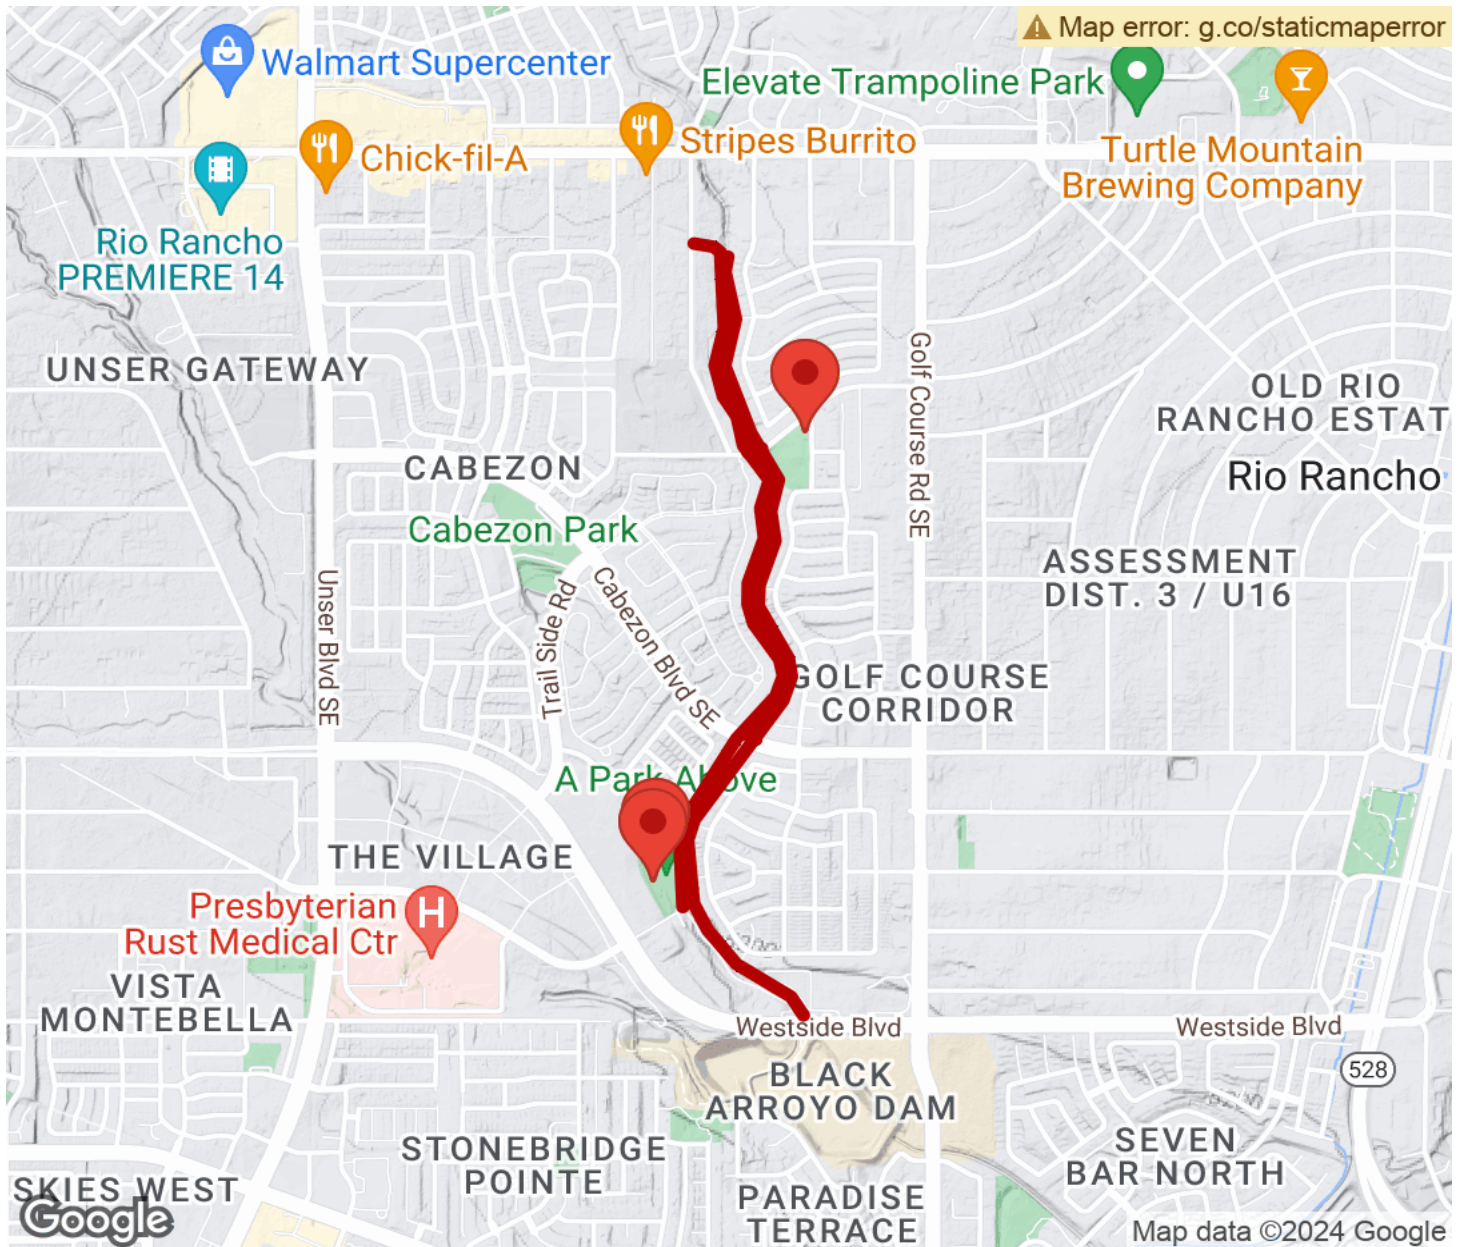 Map error: g.co/staticmaperror
Walmart Supercenter
Elevate Trampoline Park
Stripes Burrito
Chick-fil-A
Turtle Mountain
Brewing Company
Rio Rancho
PREMIERE 14
UNSER GATEWAY
Golf Course Rd SE
OLD RIO
RANCHO ESTAT
CABEZON
Rio Rancho
Cabezon Park
ASSESSMENT
DIST. 3 / U16
Unser Blvd SE
Trail Side Rd
Cabezon Blvd SE
GOLF COURSE
CORRIDOR
A Park Above
THE VILLAGE
Presbyterian
Rust Medical Ctr
H
VISTA
MONTEBELLA
Westside Blvd
Westside Blvd
528
BLACK
ARROYO DAM
STONEBRIDGE
POINTE
SEVEN
BAR NORTH
SKIES WEST
PARADISE
TERRACE
Google
Map data ©2024 Google